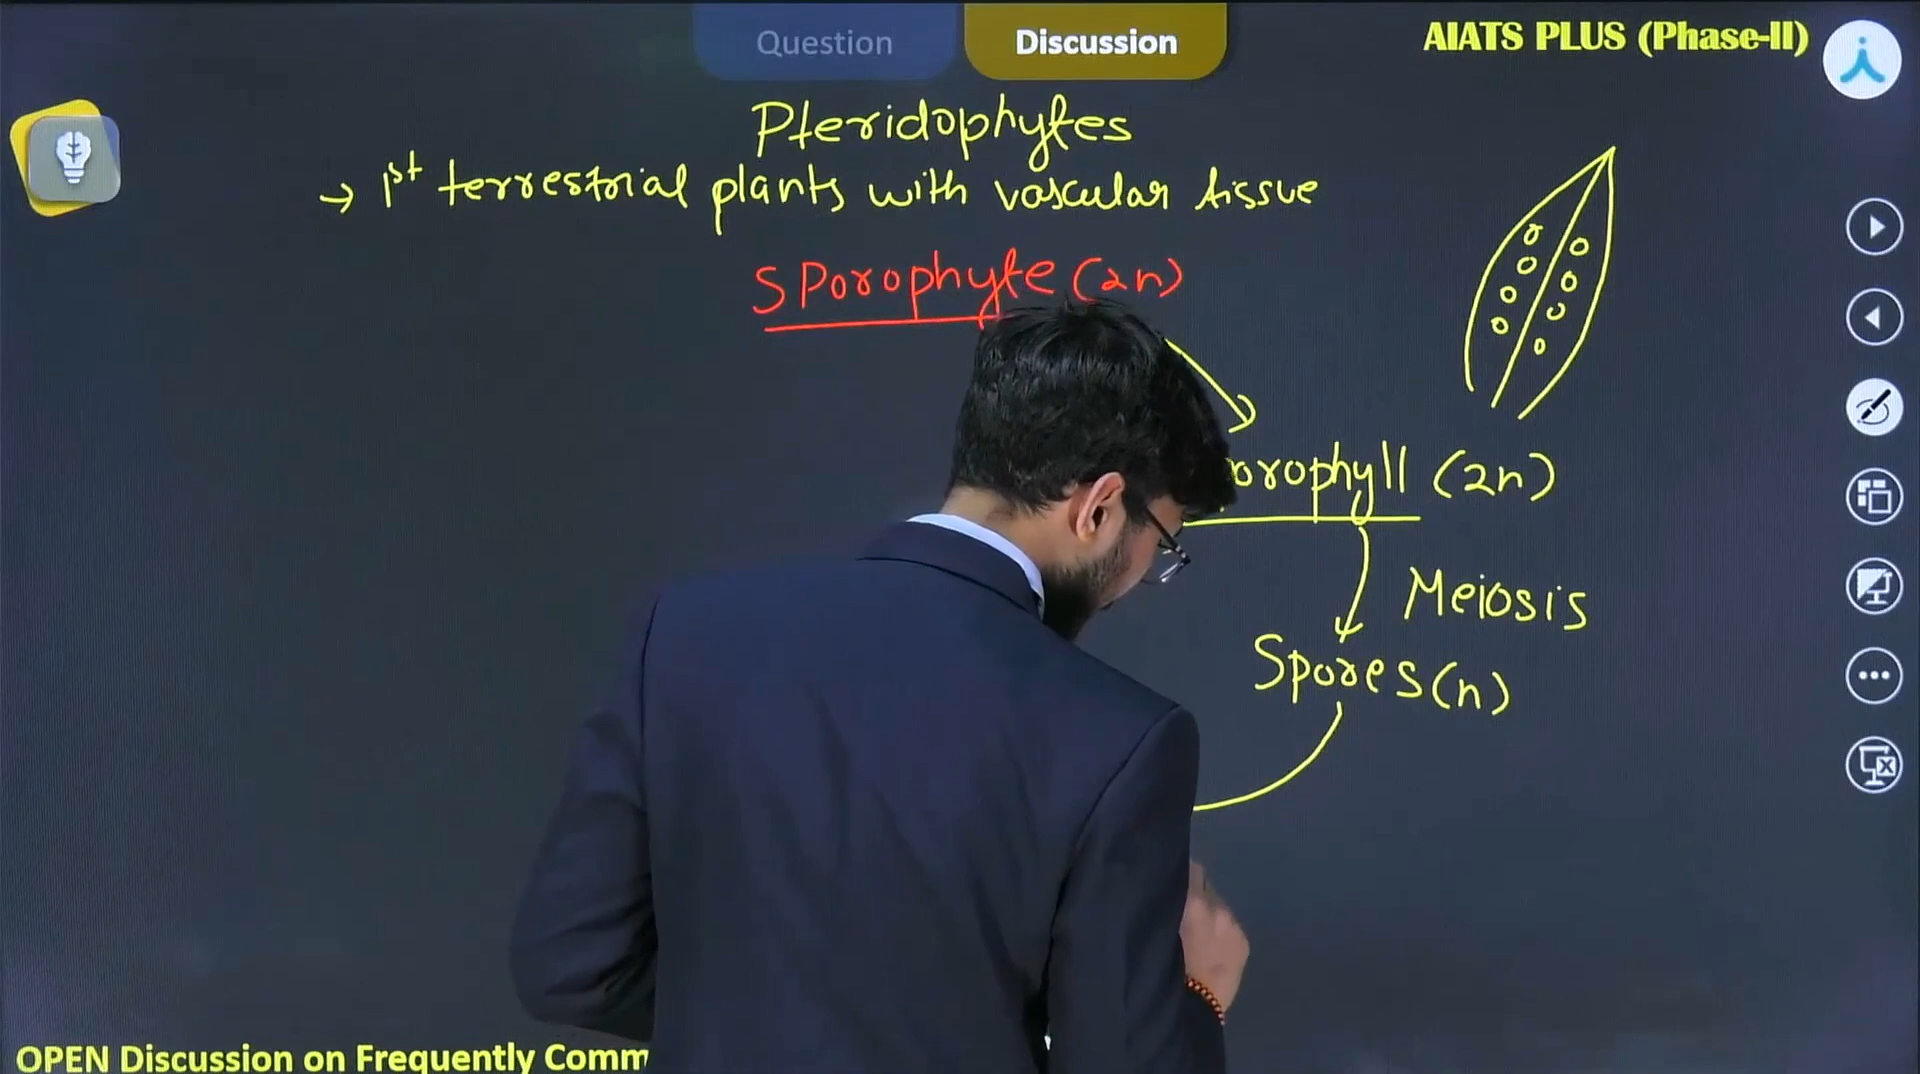 Question
Discussion
AIATS PLUS (Phase-II)
Pteridophytes
→ 1st terrestrial plants with vascular tissue
Sporophyte (2n)
orophyll (2n)
Meiosis
Spores (n)
OPEN Discussion on Frequently Comm